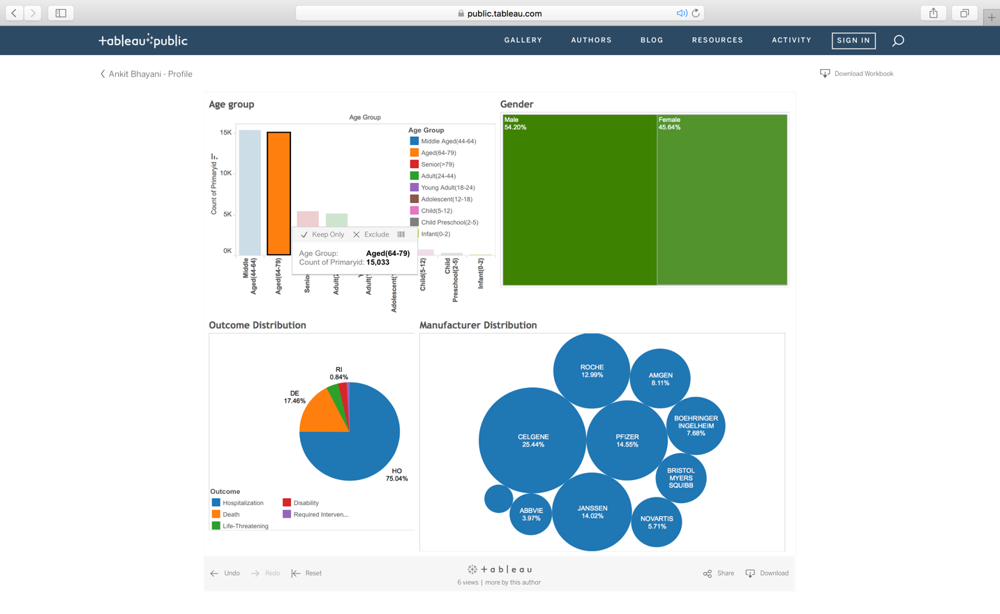 public.tableau.com
tableau public
GALLERY
AUTHORS
BLOG
RESOURCES
ACTIVITY
SIGN IN
Ankit Bhayani - Profile
Download Workbook
Age group
Age Group
15K
10K
5K
0K
Count of Primaryid
Age Group
Middle Aged(44-64)
Aged(64-79)
Senior(>79)
Adult(24-44)
Young Adult(18-24)
Adolescent(12-18)
Child(5-12)
Child Preschool(2-5)
Infant(0-2)
Keep Only
Exclude
Age Group: Aged(64-79)
Count of Primaryid: 15,033
Middle
Aged(44-64)
Aged(64-79)
Child(5-12)
Child
Preschool(2-5)
Infant(0-2)
Gender
Male
54.20%
Female
45.64%
Outcome Distribution
RI
0.84%
DE
17.46%
HO
75.04%
Outcome
Hospitalization
Death
Life-Threatening
Disability
Required Interven...
Manufacturer Distribution
ROCHE
12.99%
AMGEN
8.11%
BOEHRINGER
INGELHEIM
7.68%
CELGENE
25.44%
PFIZER
14.55%
BRISTOL
MYERS
SQUIBB
ABBVIE
3.97%
JANSSEN
14.02%
NOVARTIS
5.71%
Undo
Redo
Reset
tableau
6 views | more by this author
Share
Download